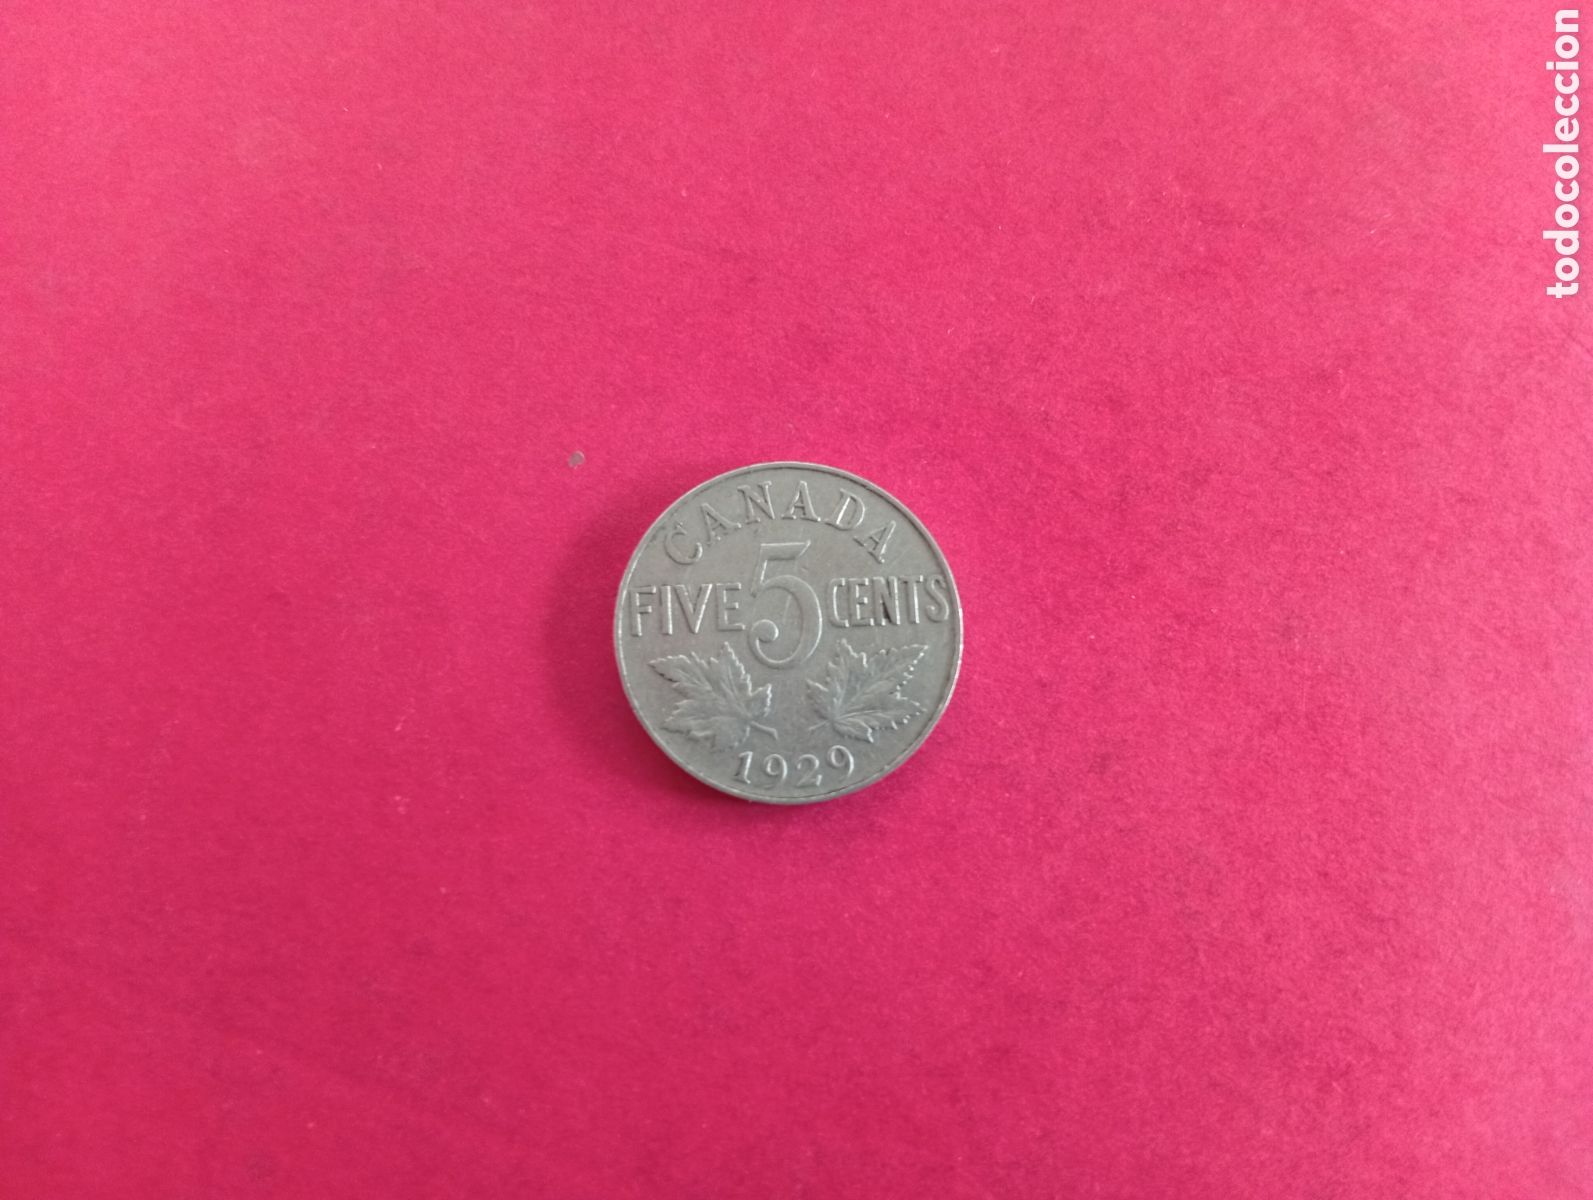 CANADA
FIVE 5 CENTS
1929
todocoleccion